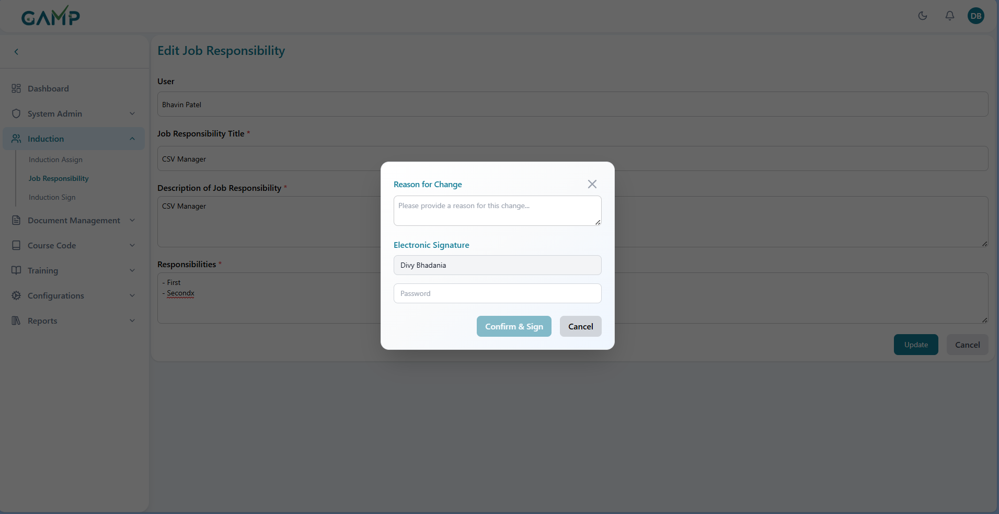 GAMP
DB
Edit Job Responsibility
Dashboard
System Admin
Induction
Induction Assign
Job Responsibility
Induction Sign
Document Management
Course Code
Training
Configurations
Reports
User
Bhavin Patel
Job Responsibility Title *
CSV Manager
Description of Job Responsibility *
CSV Manager
Responsibilities *
- First
- Secondx
Update
Cancel
Reason for Change
Please provide a reason for this change...
Electronic Signature
Divy Bhadania
Password
Confirm & Sign
Cancel